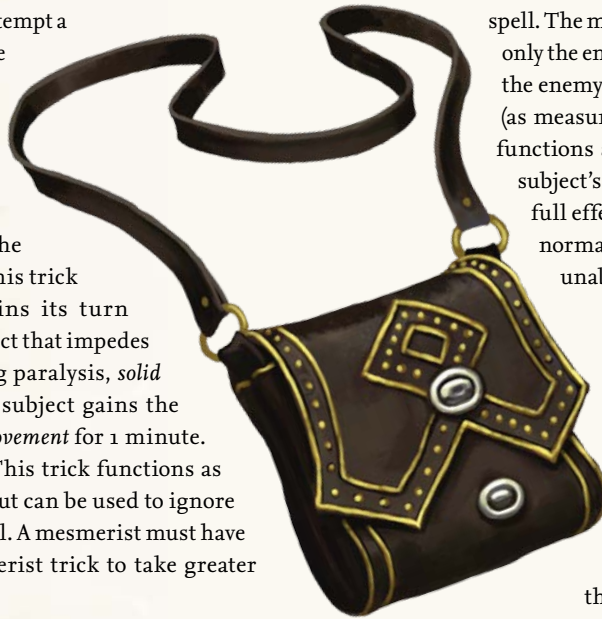 tempt a
his trick
ins its turn
ct that impedes
g paralysis, solid
subject gains the
ovement for 1 minute.
This trick functions as
ut can be used to ignore
l. A mesmerist must have
erist trick to take greater
spell. The m
only the en
the enemy
(as measur
functions
subject's
full effe
norma
unab
th